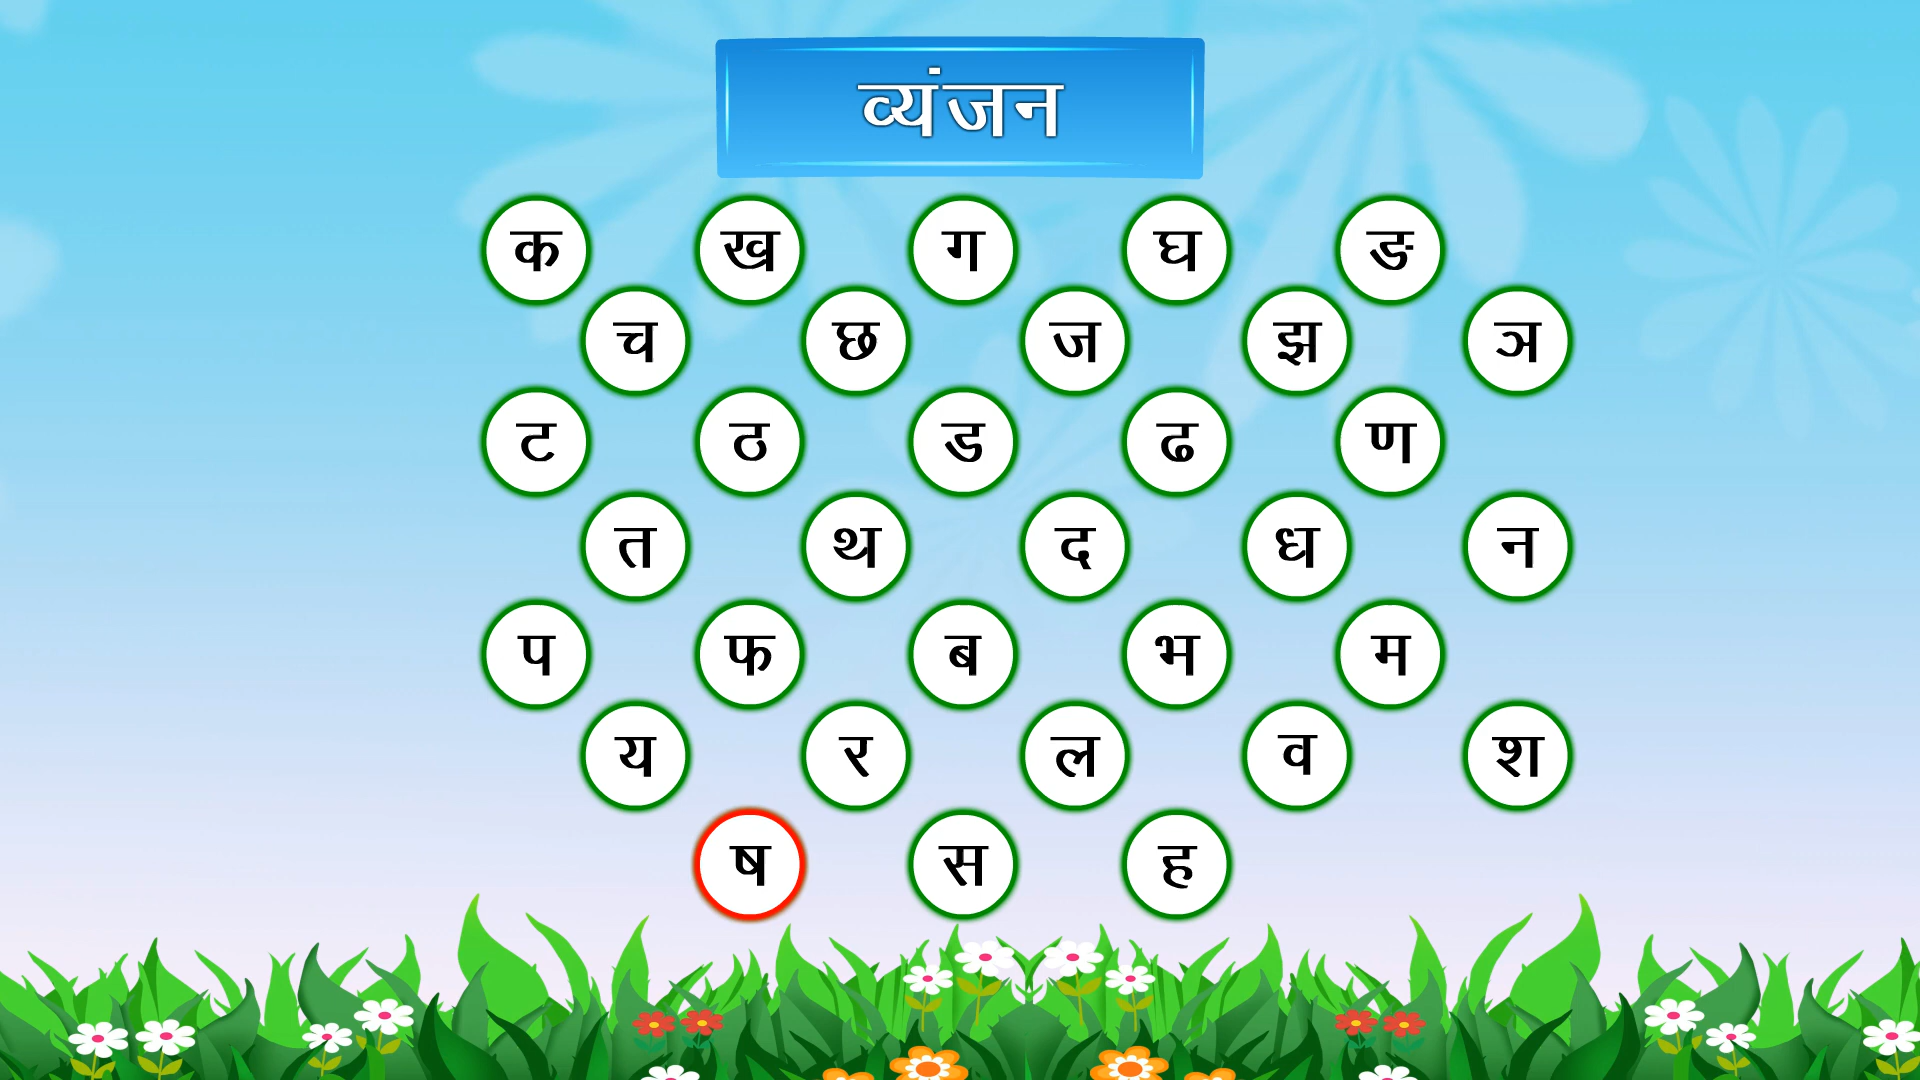 व्यंजन
क ख ग घ ङ
च छ ज झ ञ
ट ठ ड ढ ण
त थ द ध न
प फ ब भ म
य र ल व श
ष स ह